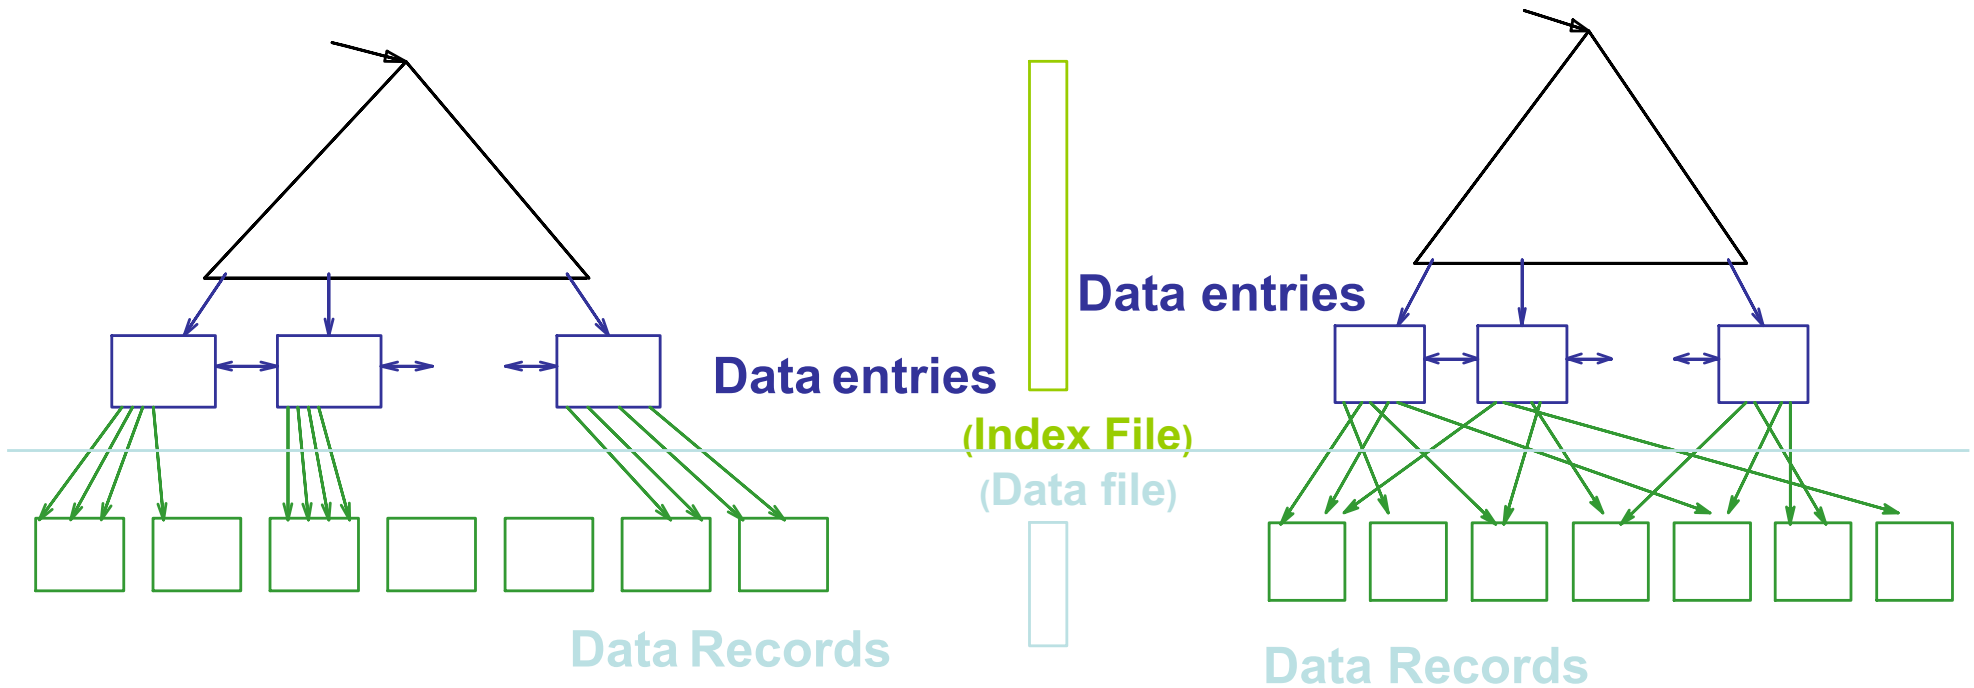 Data entries
Data entries
(Index File)
(Data file)
Data Records
Data Records